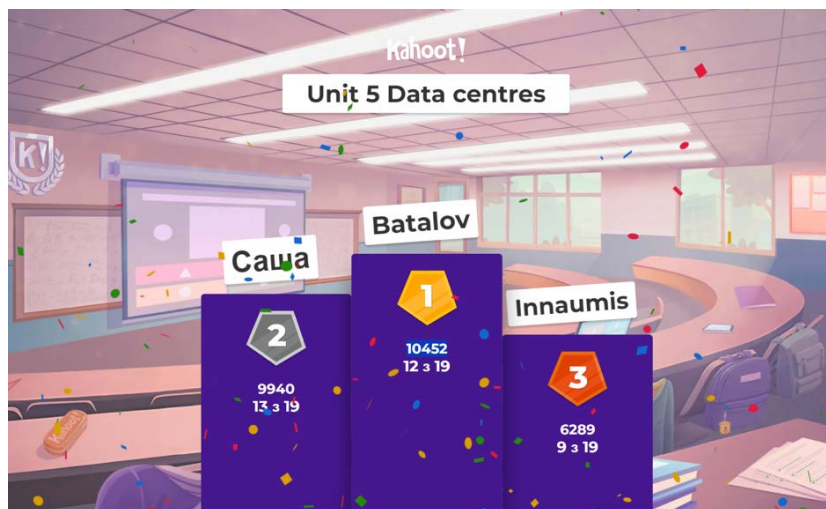 Kahoot!
Unit 5 Data centres
K!
Batalov
Саша
Innaumis
1
10452
12 з 19
2
9940
13 з 19
3
6289
9 з 19
Kahoot!